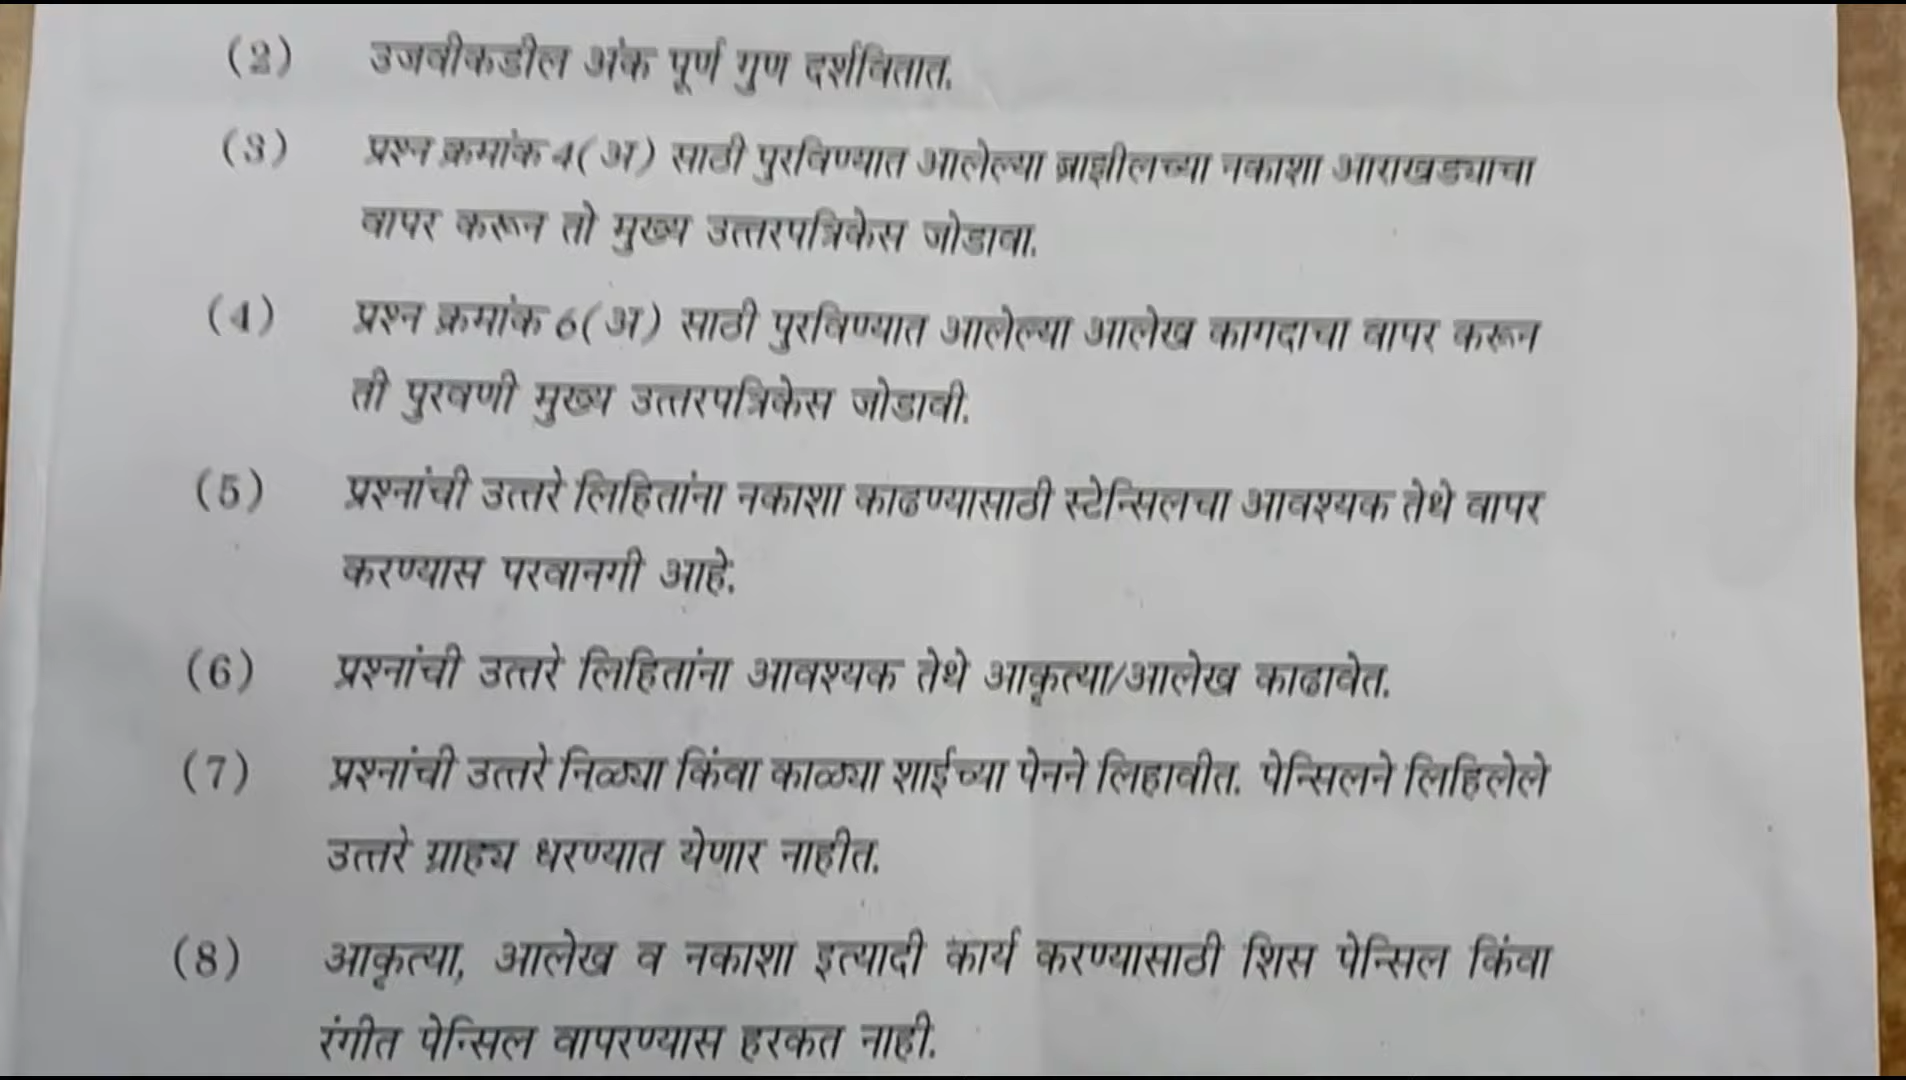 (2) उजवीकडील अंक पूर्ण गुण दर्शवितात.
(3) प्रश्न क्रमांक 4(अ) साठी पुरविण्यात आलेल्या ब्राझीलच्या नकाशा आराखड्याचा
वापर करून तो मुख्य उत्तरपत्रिकेस जोडावा.
(4) प्रश्न क्रमांक 6(अ) साठी पुरविण्यात आलेल्या आलेख कागदाचा वापर करून
ती पुरवणी मुख्य उत्तरपत्रिकेस जोडावी.
(5) प्रश्नांची उत्तरे लिहितांना नकाशा काढण्यासाठी स्टेन्सिलचा आवश्यक तेथे वापर
करण्यास परवानगी आहे.
(6) प्रश्नांची उत्तरे लिहितांना आवश्यक तेथे आकृत्या/आलेख काढावेत.
(7) प्रश्नांची उत्तरे निळ्या किंवा काळ्या शाईच्या पेनने लिहावीत. पेन्सिलने लिहिलेले
उत्तरे ग्राह्य धरण्यात येणार नाहीत.
(8) आकृत्या, आलेख व नकाशा इत्यादी कार्य करण्यासाठी शिस पेन्सिल किंवा
रंगीत पेन्सिल वापरण्यास हरकत नाही.